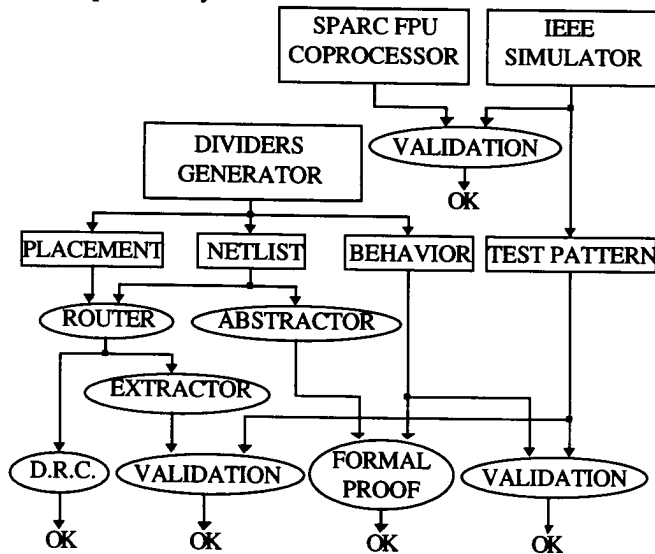 SPARC FPU
COPROCESSOR
IEEE
SIMULATOR
VALIDATION
OK
DIVIDERS
GENERATOR
PLACEMENT
NETLIST
BEHAVIOR
TEST PATTERN
ROUTER
ABSTRACTOR
EXTRACTOR
D.R.C.
VALIDATION
FORMAL
PROOF
VALIDATION
OK
OK
OK
OK